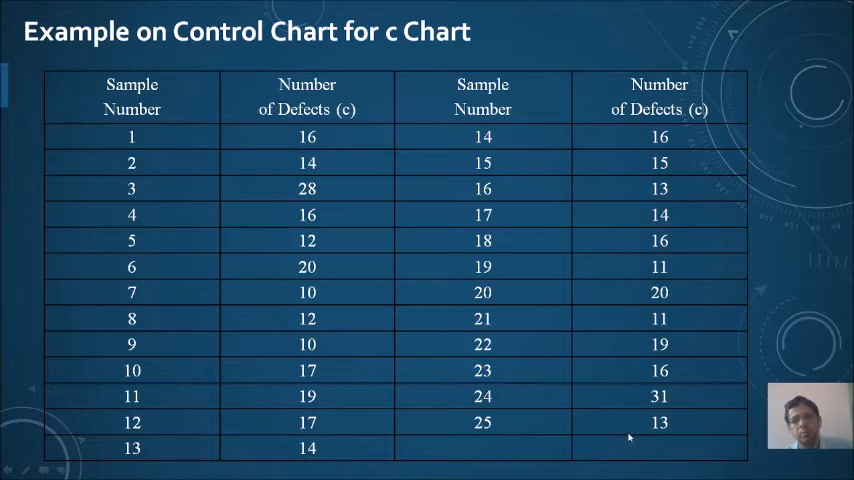 Example on Control Chart for c Chart
Sample Number Number of Defects (c) Sample Number Number of Defects (c)
1 16 14 16
2 14 15 15
3 28 16 13
4 16 17 14
5 12 18 16
6 20 19 11
7 10 20 20
8 12 21 11
9 10 22 19
10 17 23 16
11 19 24 31
12 17 25 13
13 14